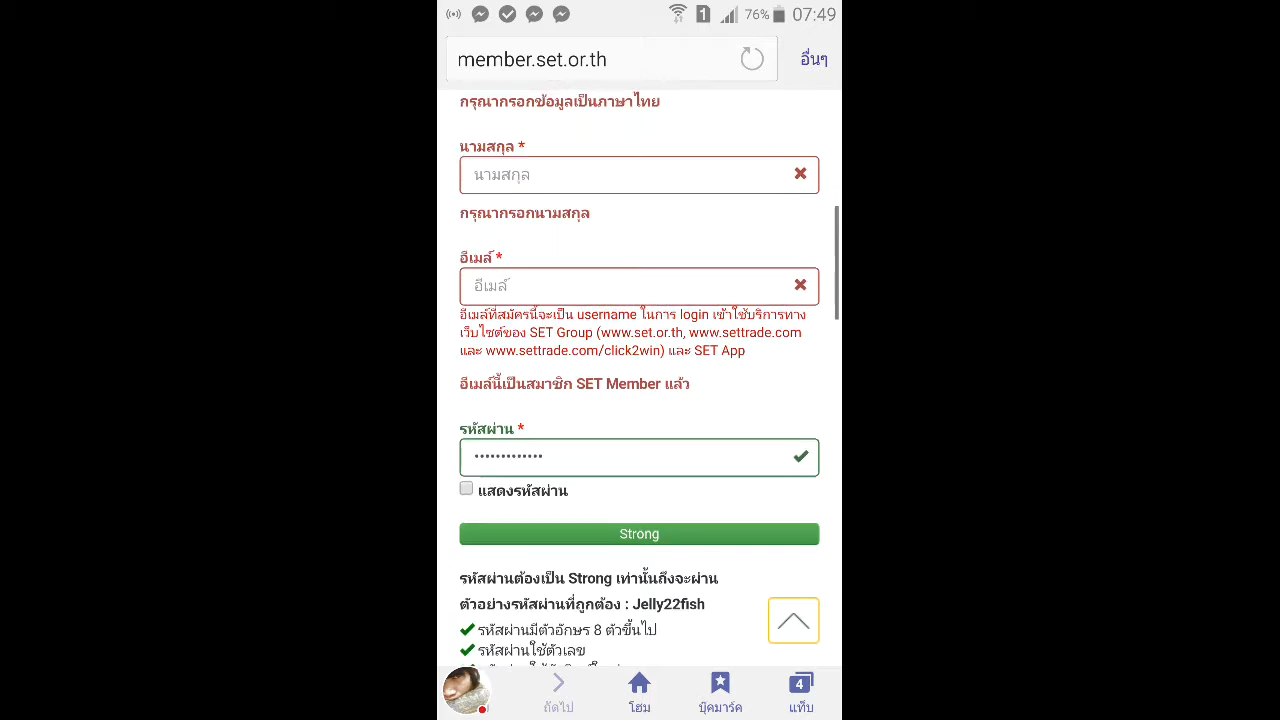 1
76%
07:49
member.set.or.th
อื่นๆ
กรุณากรอกข้อมูลเป็นภาษาไทย
นามสกุล *
นามสกุล
กรุณากรอกนามสกุล
อีเมล์ *
อีเมล์
อีเมล์ที่สมัครนี้จะเป็น username ในการ login เข้าใช้บริการทาง
เว็บไซต์ของ SET Group (www.set.or.th, www.settrade.com
และ www.settrade.com/click2win) และ SET App
อีเมล์นี้เป็นสมาชิก SET Member แล้ว
รหัสผ่าน *
แสดงรหัสผ่าน
Strong
รหัสผ่านต้องเป็น Strong เท่านั้นถึงจะผ่าน
ตัวอย่างรหัสผ่านที่ถูกต้อง : Jelly22fish
รหัสผ่านมีตัวอักษร 8 ตัวขึ้นไป
รหัสผ่านใช้ตัวเลข
4
ถัดไป
โฮม
บุ๊คมาร์ค
แท็บ